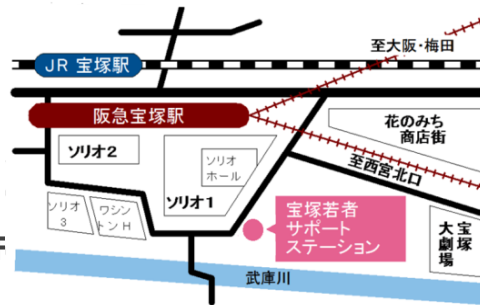 至大阪・梅田
JR 宝塚駅
阪急宝塚駅
花のみち
商店街
ソリオ2
ソリオ
ホール
至西宮北口
ソリオ1
ソリオ
3
ワシン
トンH
宝塚若者
サポート
ステーション
宝塚
大劇場
武庫川